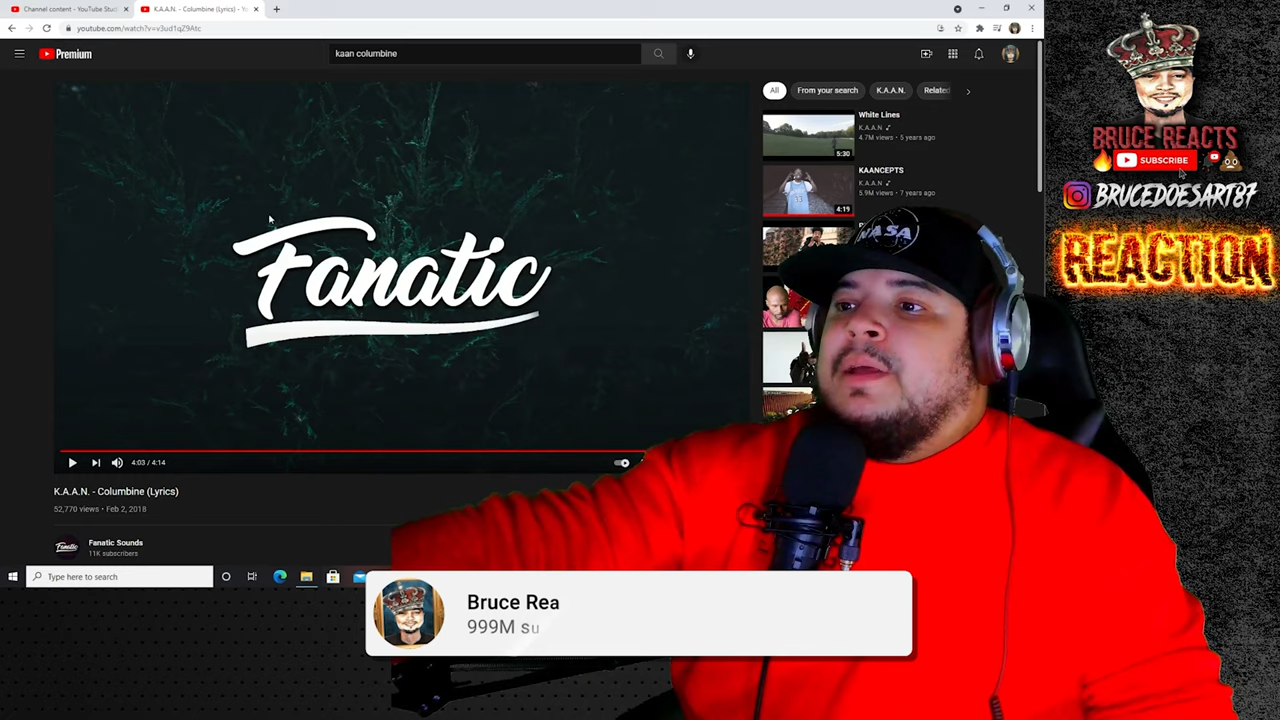 Channel content - YouTube Stud
K.A.A.N. - Columbine (Lyrics) - Yo
youtube.com/watch?v=v3ud1qZ9Atc
Premium
kaan columbine
All
From your search
K.A.A.N.
Related
White Lines
K.A.A.N
4.7M views • 5 years ago
5:30
KAANCEPTS
K.A.A.N
5.9M views • 7 years ago
4:19
Fanatic
4:03 / 4:14
K.A.A.N. - Columbine (Lyrics)
52,770 views • Feb 2, 2018
Fanatic
Fanatic Sounds
11K subscribers
Type here to search
Bruce Rea
999M su
NASA
BRUCE REACTS
SUBSCRIBE
BRUCEDOESART87
REACTION